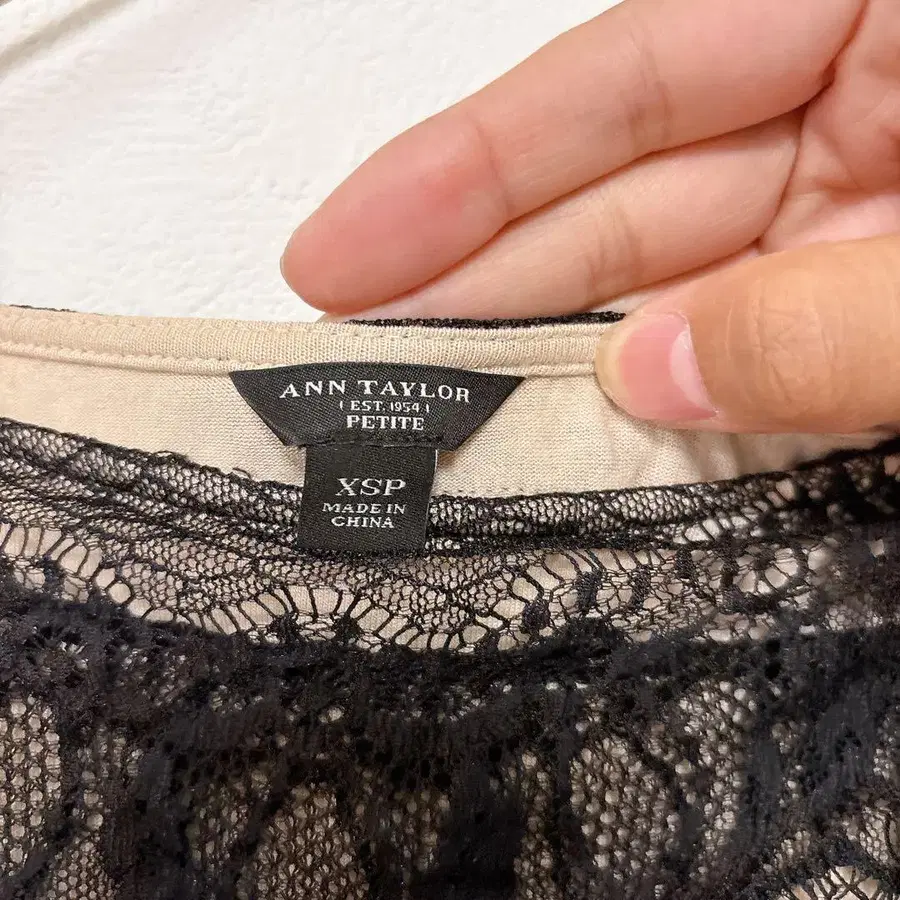 ANN TAYLOR
| EST. 1954 |
PETITE
XSP
MADE IN
CHINA